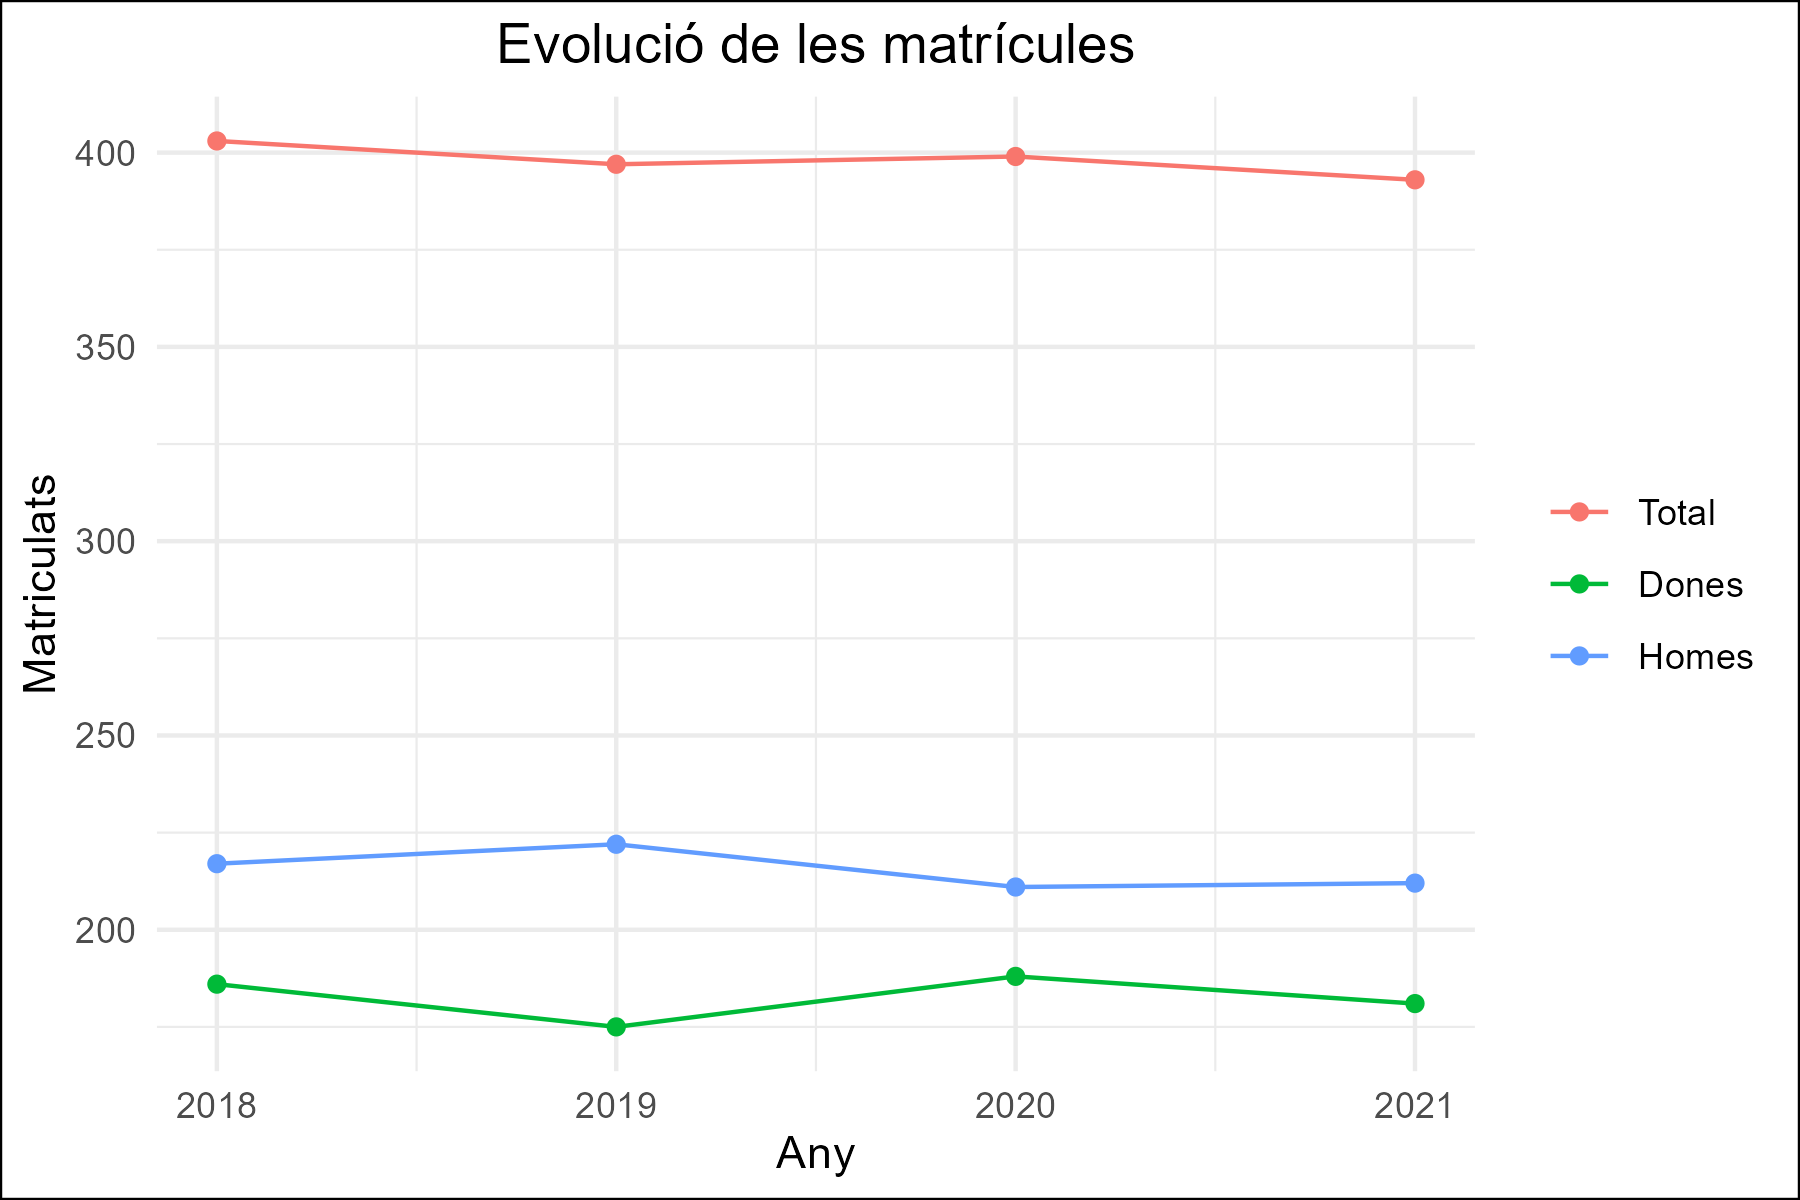 Evolució de les matrícules
400
350
300
250
200
Matriculats
2018 2019 2020 2021
Any
Total
Dones
Homes